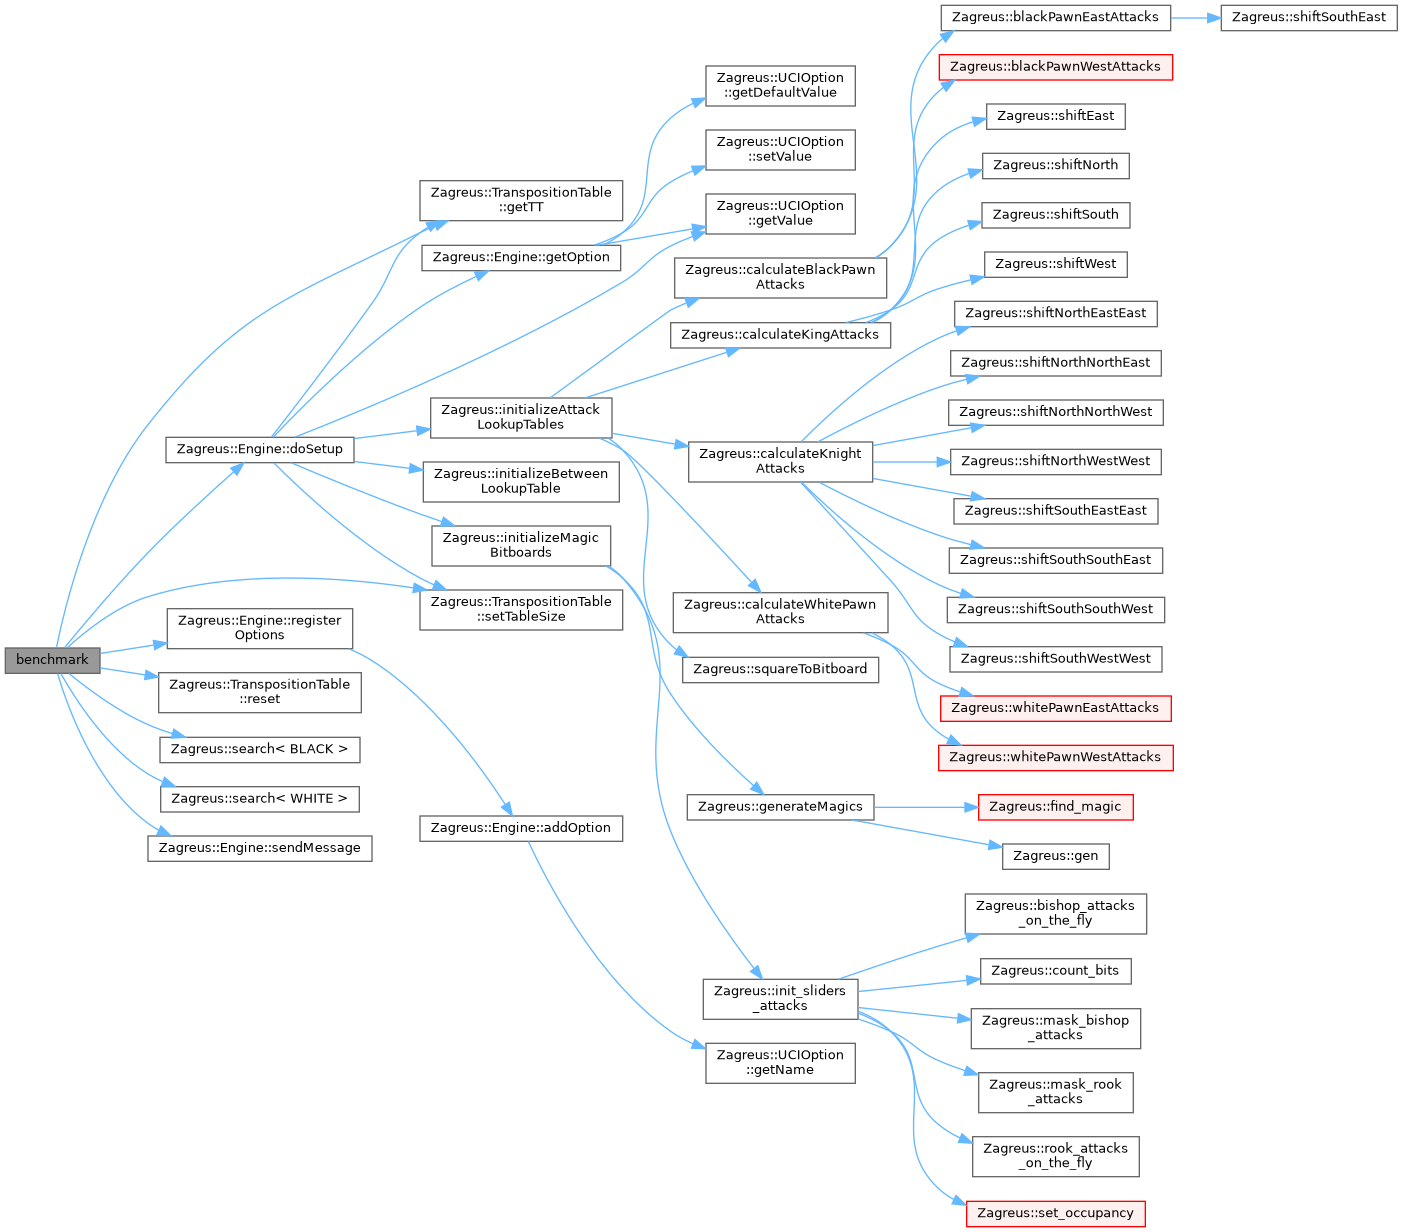 benchmark
Zagreus::TranspositionTable
::getTT
Zagreus::Engine::getOption
Zagreus::Engine::doSetup
Zagreus::initializeAttack
LookupTables
Zagreus::initializeBetween
LookupTable
Zagreus::initializeMagic
Bitboards
Zagreus::TranspositionTable
::setTableSize
Zagreus::Engine::register
Options
Zagreus::TranspositionTable
::reset
Zagreus::search< BLACK >
Zagreus::search< WHITE >
Zagreus::Engine::sendMessage
Zagreus::Engine::addOption
Zagreus::UCIOption
::getDefaultValue
Zagreus::UCIOption
::setValue
Zagreus::UCIOption
::getValue
Zagreus::calculateBlackPawn
Attacks
Zagreus::calculateKingAttacks
Zagreus::calculateKnight
Attacks
Zagreus::calculateWhitePawn
Attacks
Zagreus::squareToBitboard
Zagreus::generateMagics
Zagreus::init_sliders
_attacks
Zagreus::UCIOption
::getName
Zagreus::blackPawnEastAttacks
Zagreus::shiftSouthEast
Zagreus::blackPawnWestAttacks
Zagreus::shiftEast
Zagreus::shiftNorth
Zagreus::shiftSouth
Zagreus::shiftWest
Zagreus::shiftNorthEastEast
Zagreus::shiftNorthNorthEast
Zagreus::shiftNorthNorthWest
Zagreus::shiftNorthWestWest
Zagreus::shiftSouthEastEast
Zagreus::shiftSouthSouthEast
Zagreus::shiftSouthSouthWest
Zagreus::shiftSouthWestWest
Zagreus::whitePawnEastAttacks
Zagreus::whitePawnWestAttacks
Zagreus::find_magic
Zagreus::gen
Zagreus::bishop_attacks
_on_the_fly
Zagreus::count_bits
Zagreus::mask_bishop
_attacks
Zagreus::mask_rook
_attacks
Zagreus::rook_attacks
_on_the_fly
Zagreus::set_occupancy